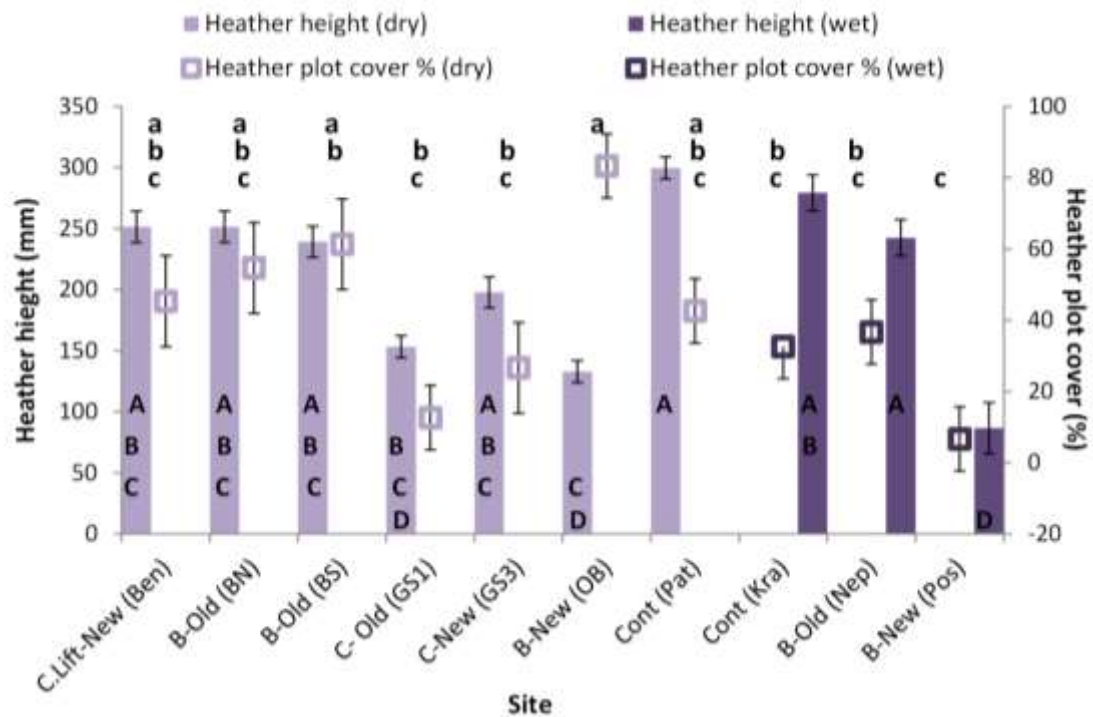 Heather height (dry) Heather height (wet)
Heather plot cover % (dry) Heather plot cover % (wet)
350 100
300 80
250 60
200 40
150 20
100 0
50 -20
0
Heather hieght (mm)
Heather plot cover (%)
a a a b b a a b b c
b b b c c b c c
c c c
A A A B A C A A A D
B B B C B D B
C C C D C
C.Lift-New (Ben)
B-Old (BN)
B-Old (BS)
C- Old (GS1)
C-New (GS3)
B-New (OB)
Cont (Pat)
Cont (Kra)
B-Old (Nep)
B-New (Pos)
Site